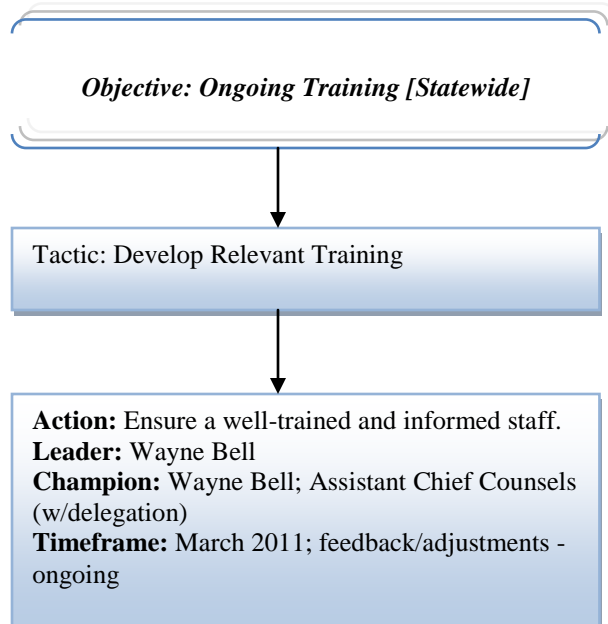 Objective: Ongoing Training [Statewide]
Tactic: Develop Relevant Training
Action: Ensure a well-trained and informed staff.
Leader: Wayne Bell
Champion: Wayne Bell; Assistant Chief Counsels
(w/delegation)
Timeframe: March 2011; feedback/adjustments -
ongoing